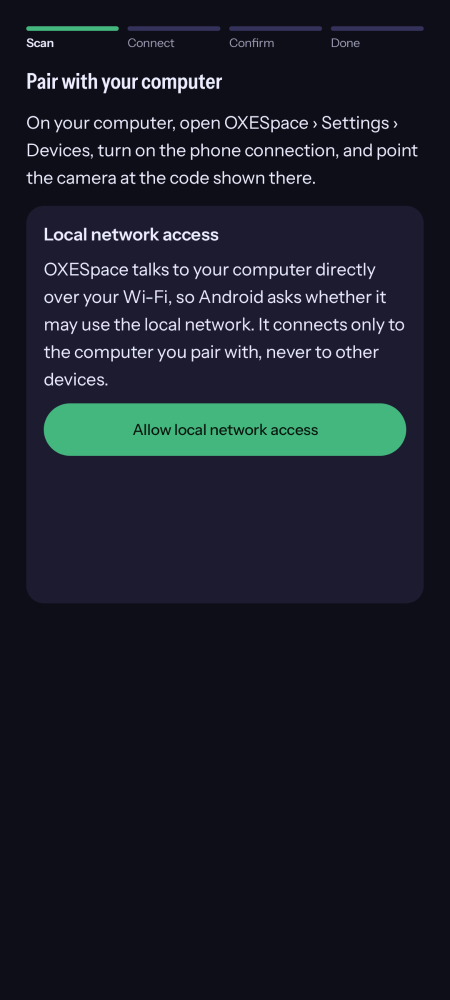 Scan
Connect
Confirm
Done
Pair with your computer
On your computer, open OXESpace › Settings ›
Devices, turn on the phone connection, and point
the camera at the code shown there.
Local network access
OXESpace talks to your computer directly
over your Wi-Fi, so Android asks whether it
may use the local network. It connects only to
the computer you pair with, never to other
devices.
Allow local network access